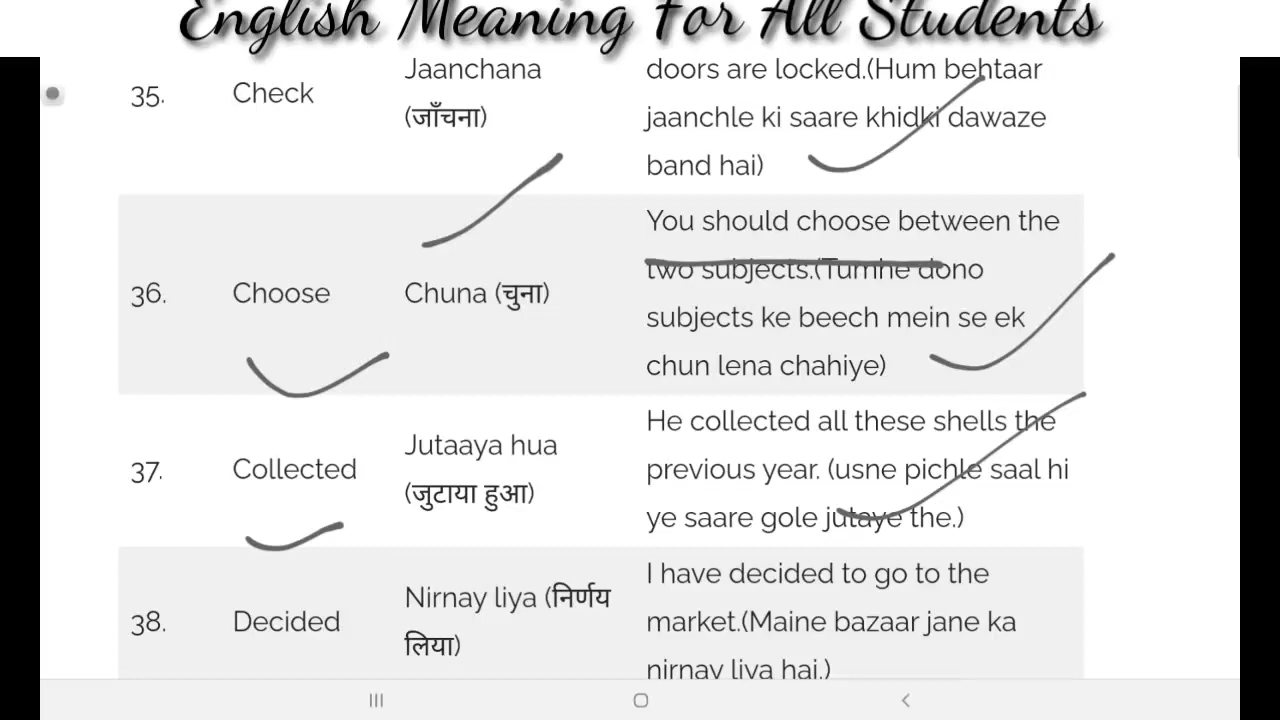 English Meaning For All Students
35. Check Jaanchana (जाँचना) doors are locked.(Hum behtaar
jaanchle ki saare khidki dawaze
band hai)
36. Choose Chuna (चुना) You should choose between the
two subjects.(Tumhe dono
subjects ke beech mein se ek
chun lena chahiye)
37. Collected Jutaaya hua (जुटाया हुआ) He collected all these shells the
previous year. (usne pichle saal hi
ye saare gole jutaye the.)
38. Decided Nirnay liya (निर्णय लिया) I have decided to go to the
market.(Maine bazaar jane ka
nirnay liya hai.)